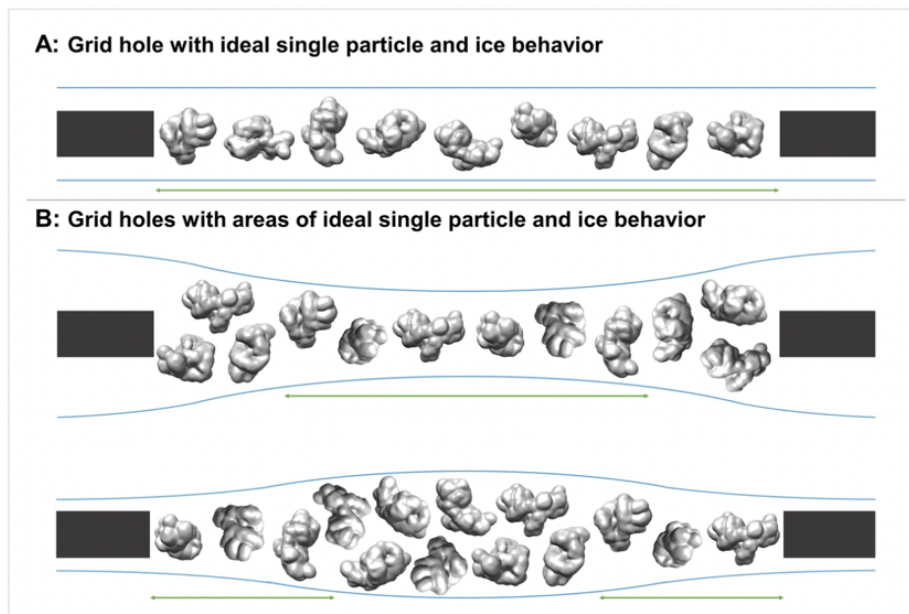 A: Grid hole with ideal single particle and ice behavior
B: Grid holes with areas of ideal single particle and ice behavior